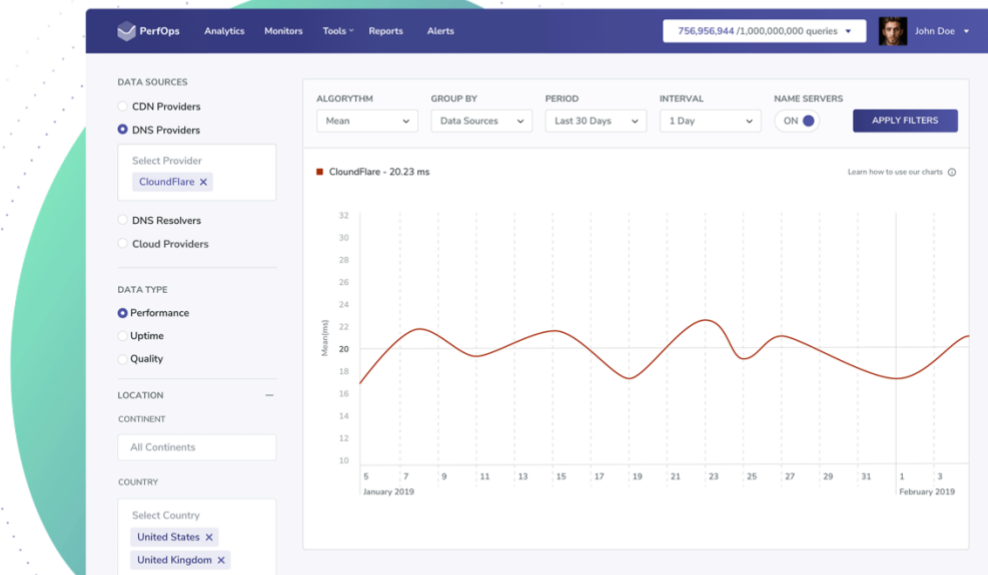 PerfOps Analytics Monitors Tools Reports Alerts 756,956,944 /1,000,000,000 queries John Doe
DATA SOURCES
CDN Providers
DNS Providers
Select Provider
CloundFlare X
DNS Resolvers
Cloud Providers
DATA TYPE
Performance
Uptime
Quality
LOCATION
CONTINENT
All Continents
COUNTRY
Select Country
United States X
United Kingdom X
ALGORYTHM GROUP BY PERIOD INTERVAL NAME SERVERS
Mean Data Sources Last 30 Days 1 Day ON APPLY FILTERS
CloundFlare - 20.23 ms Learn how to use our charts
Mean(ms)
32
30
28
26
24
22
20
18
16
14
12
10
5 7 9 11 13 15 17 19 21 23 25 27 29 31 1 3
January 2019 February 2019